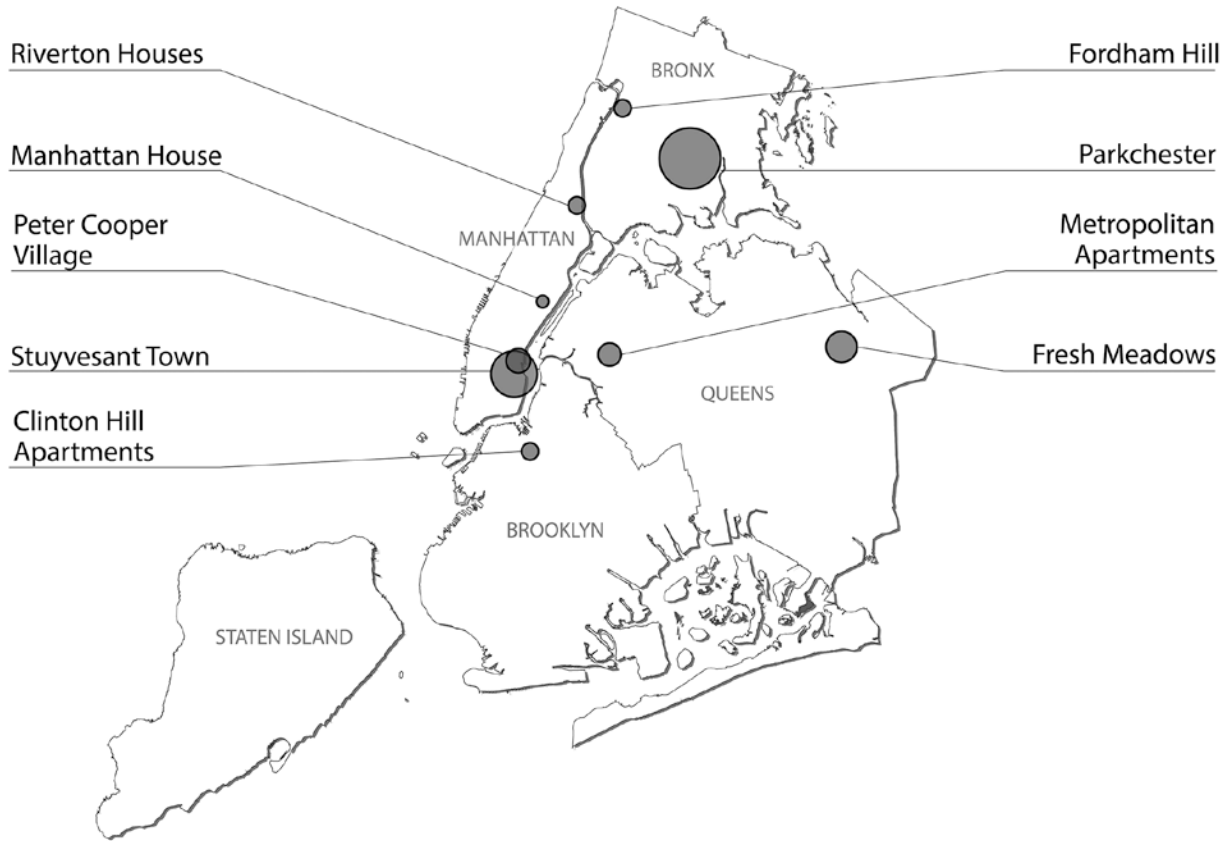 Riverton Houses
Manhattan House
Peter Cooper
Village
Stuyvesant Town
Clinton Hill
Apartments
Fordham Hill
Parkchester
Metropolitan
Apartments
Fresh Meadows
BRONX
MANHATTAN
QUEENS
BROOKLYN
STATEN ISLAND